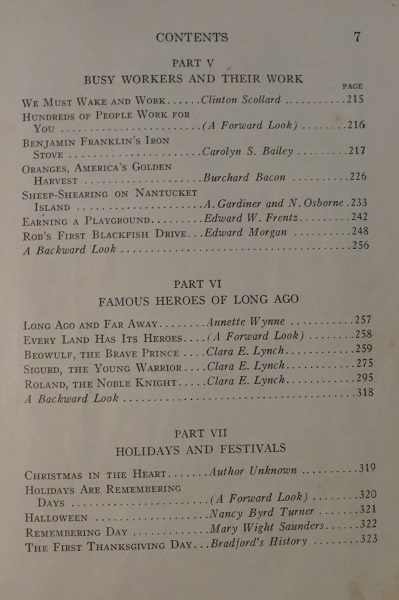 CONTENTS 7
PART V
BUSY WORKERS AND THEIR WORK
PAGE
WE MUST WAKE AND WORK......Clinton Scollard ..........215
HUNDREDS OF PEOPLE WORK FOR
YOU ....................(A Forward Look) .........216
BENJAMIN FRANKLIN'S IRON
STOVE ...................Carolyn S. Bailey .........217
ORANGES, AMERICA'S GOLDEN
HARVEST .................Burchard Bacon ..........226
SHEEP-SHEARING ON NANTUCKET
ISLAND ..................A. Gardiner and N. Osborne.233
EARNING A PLAYGROUND........Edward W. Frentz..........242
ROB'S FIRST BLACKFISH DRIVE...Edward Morgan ..........248
A Backward Look ....................................256
PART VI
FAMOUS HEROES OF LONG AGO
LONG AGO AND FAR AWAY.......Annette Wynne ..........257
EVERY LAND HAS ITS HEROES....(A Forward Look) ........258
BEOWULF, THE BRAVE PRINCE ...Clara E. Lynch...........259
SIGURD, THE YOUNG WARRIOR...Clara E. Lynch...........275
ROLAND, THE NOBLE KNIGHT.....Clara E. Lynch...........295
A Backward Look ....................................318
PART VII
HOLIDAYS AND FESTIVALS
CHRISTMAS IN THE HEART.......Author Unknown ..........319
HOLIDAYS ARE REMEMBERING
DAYS ....................(A Forward Look) ........320
HALLOWEEN .................Nancy Byrd Turner ........321
REMEMBERING DAY ............Mary Wight Saunders......322
THE FIRST THANKSGIVING DAY...Bradford's History ........323